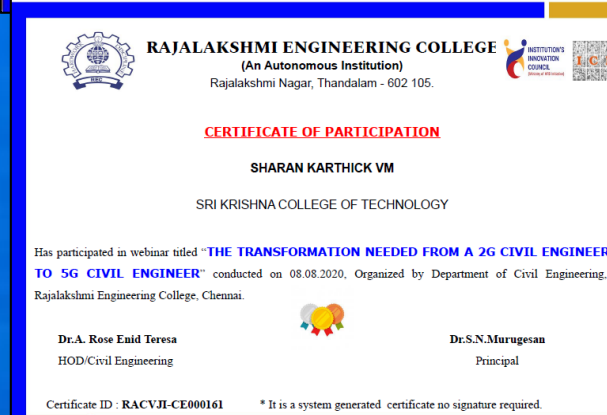 RAJALAKSHMI ENGINEERING COLLEGE
(An Autonomous Institution)
Rajalakshmi Nagar, Thandalam - 602 105.
REC
INSTITUTION'S
INNOVATION
COUNCIL
CERTIFICATE OF PARTICIPATION
SHARAN KARTHICK VM
SRI KRISHNA COLLEGE OF TECHNOLOGY
Has participated in webinar titled “THE TRANSFORMATION NEEDED FROM A 2G CIVIL ENGINEER
TO 5G CIVIL ENGINEER” conducted on 08.08.2020, Organized by Department of Civil Engineering,
Rajalakshmi Engineering College, Chennai.
Dr.A. Rose Enid Teresa
HOD/Civil Engineering
Dr.S.N.Murugesan
Principal
Certificate ID : RACVJI-CE000161 * It is a system generated certificate no signature required.